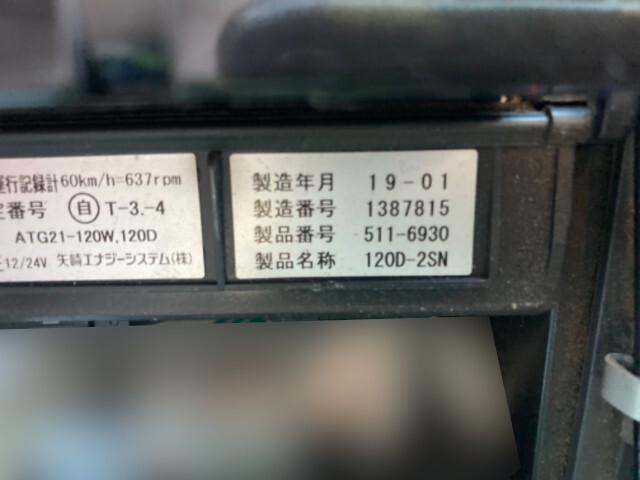 運行記録計60km/h=637rpm
定番号 �

自 T-3.-4
ATG21-120W,120D
12/24V 矢崎エナジーシステム(株)
製造年月 19-01
製造番号 1387815
製品番号 511-6930
製品名称 120D-2SN